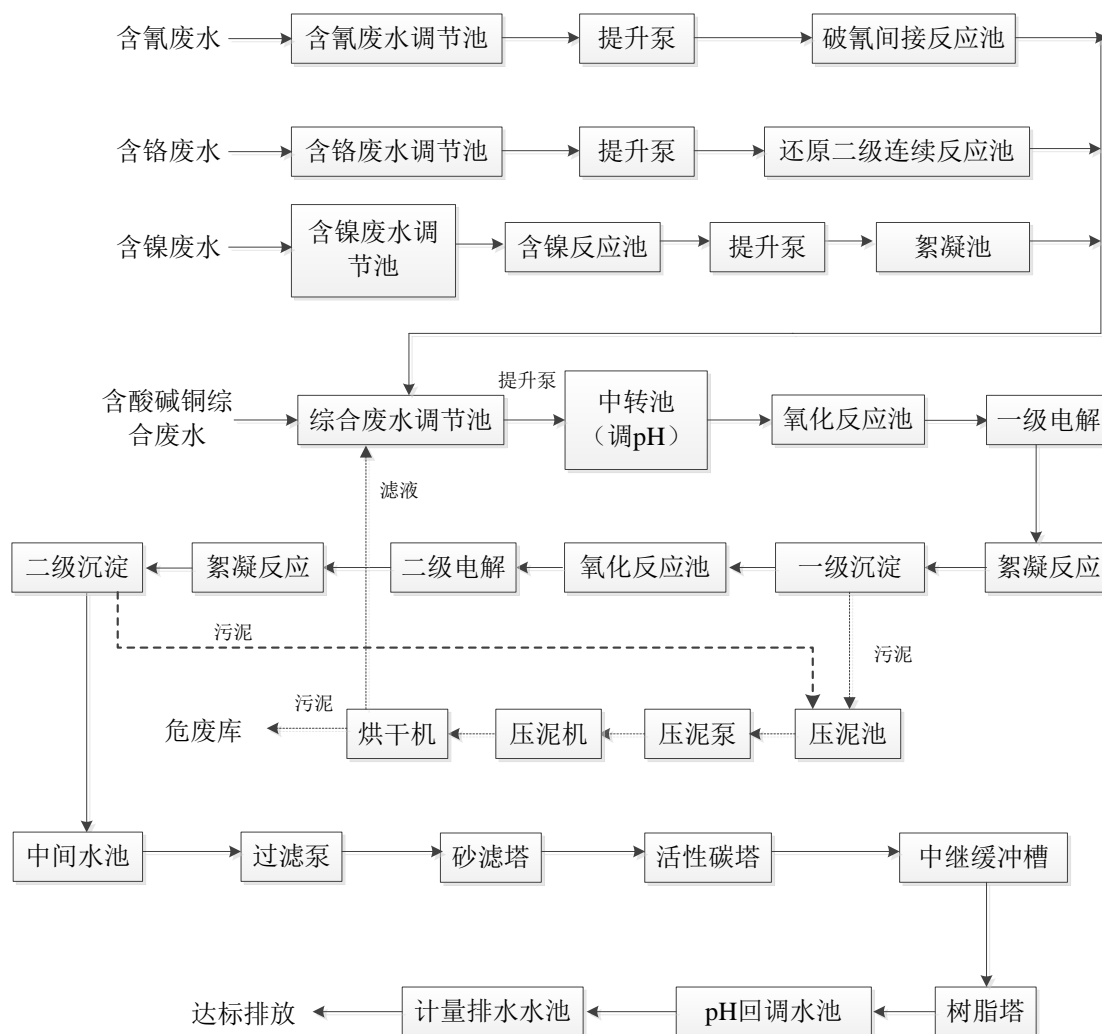 含氰废水
含氰废水调节池
提升泵
破氰间接反应池
含铬废水
含铬废水调节池
提升泵
还原二级连续反应池
含镍废水
含镍废水调
节池
含镍反应池
提升泵
絮凝池
含酸碱铜综
合废水
综合废水调节池
提升泵
中转池
（调pH）
氧化反应池
一级电解
滤液
二级沉淀
絮凝反应
二级电解
氧化反应池
一级沉淀
絮凝反应
污泥
污泥
危废库
污泥
烘干机
压泥机
压泥泵
压泥池
中间水池
过滤泵
砂滤塔
活性碳塔
中继缓冲槽
达标排放
计量排水水池
pH回调水池
树脂塔